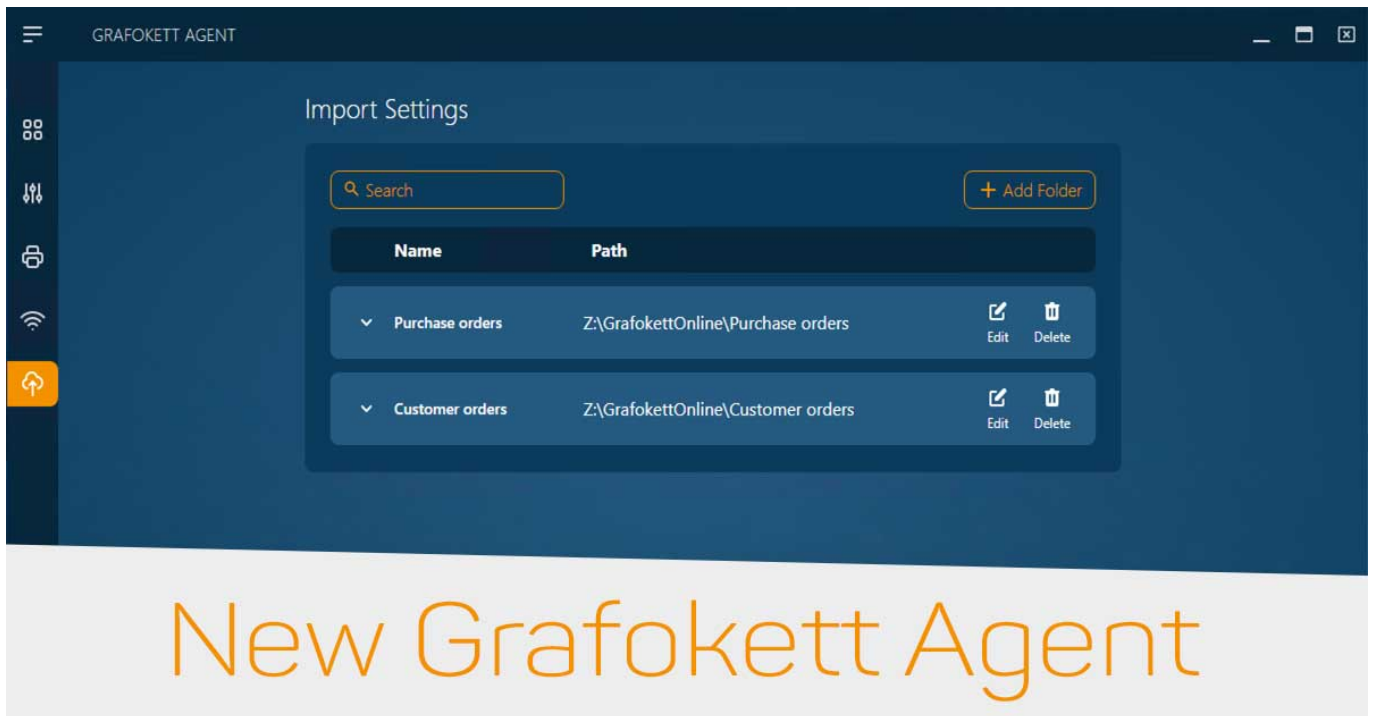 GRAFOKETT AGENT
Import Settings
Search
+ Add Folder
Name Path
Purchase orders Z:\GrafokettOnline\Purchase orders Edit Delete
Customer orders Z:\GrafokettOnline\Customer orders Edit Delete
New Grafokett Agent